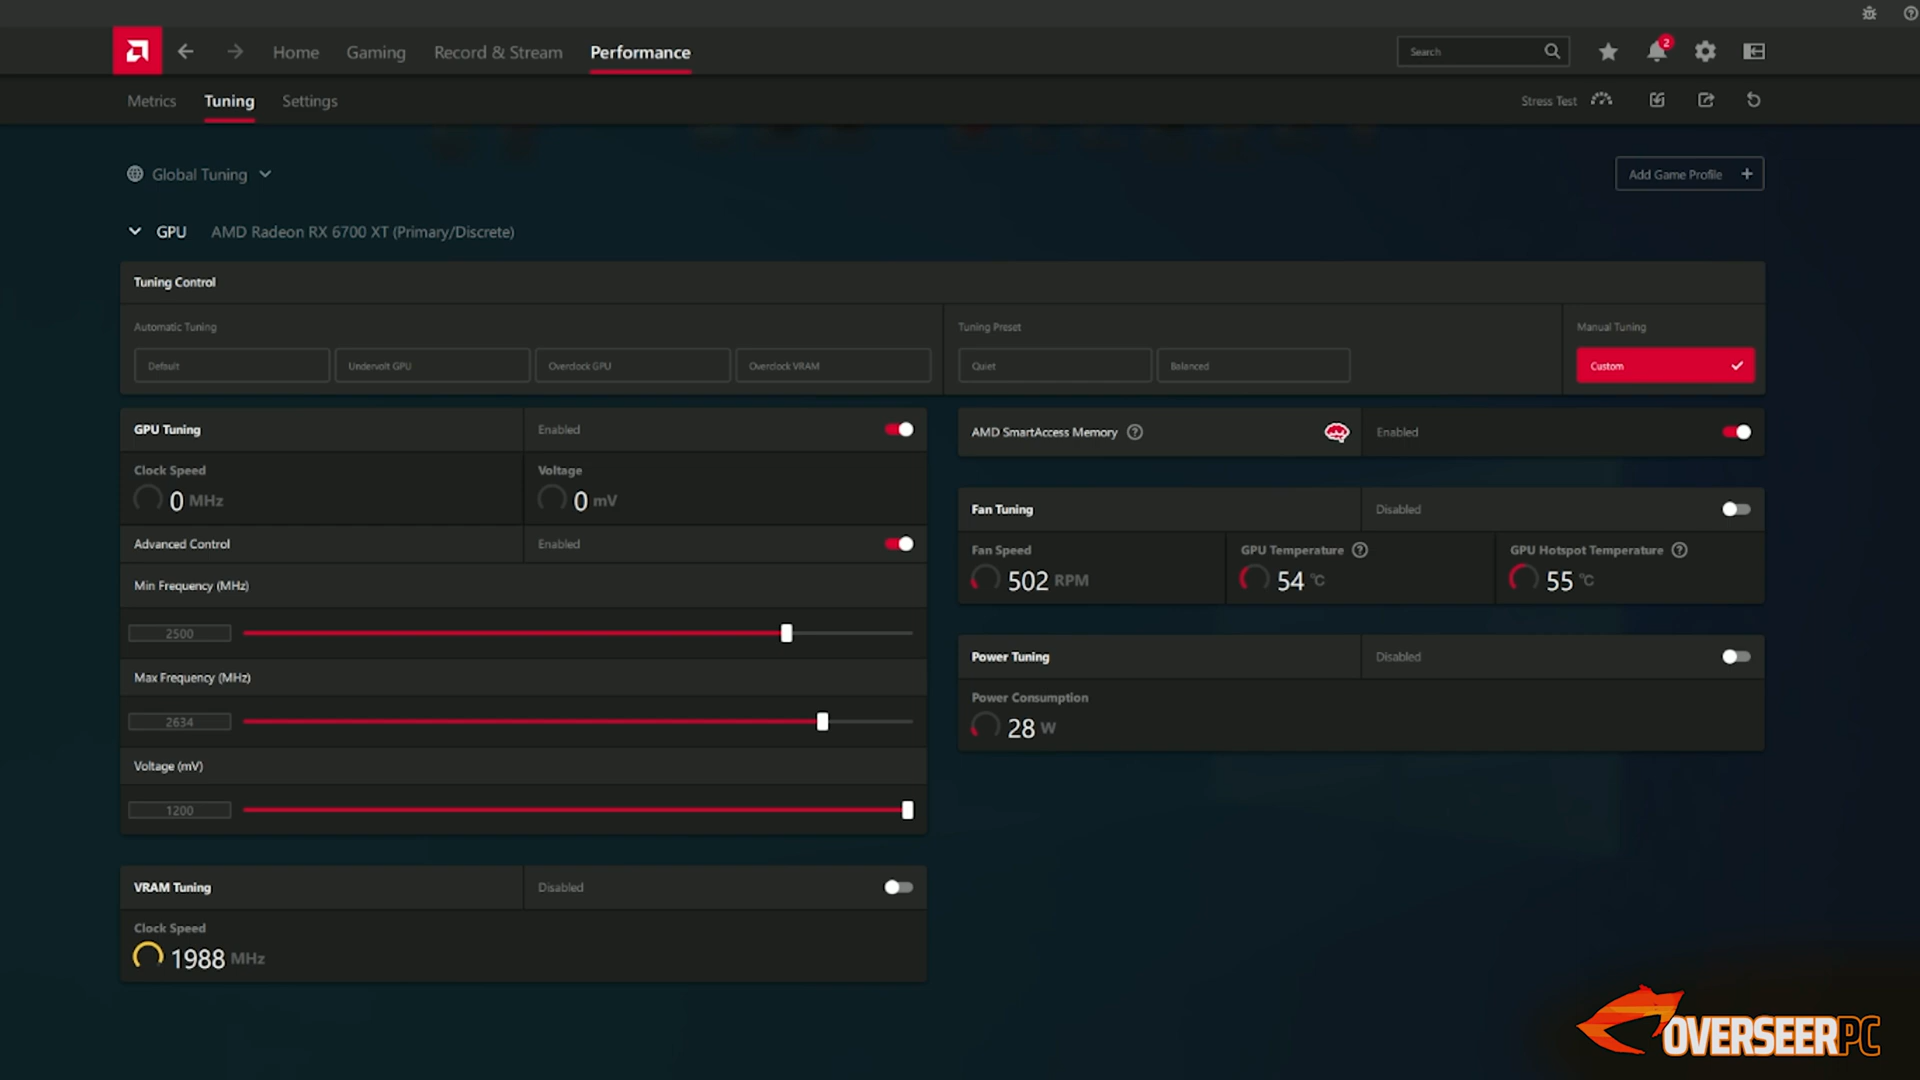 Home
Gaming
Record & Stream
Performance
Search
2
Metrics
Tuning
Settings
Stress Test
Global Tuning
Add Game Profile
GPU
AMD Radeon RX 6700 XT (Primary/Discrete)
Tuning Control
Automatic Tuning
Tuning Preset
Manual Tuning
Default
Undervolt GPU
Overclock GPU
Overclock VRAM
Quiet
Balanced
Custom
GPU Tuning
Enabled
Clock Speed
0 MHz
Voltage
0 mV
Advanced Control
Enabled
Min Frequency (MHz)
2500
Max Frequency (MHz)
2634
Voltage (mV)
1200
VRAM Tuning
Disabled
Clock Speed
1988 MHz
AMD SmartAccess Memory
Enabled
Fan Tuning
Disabled
Fan Speed
502 RPM
GPU Temperature
54 °C
GPU Hotspot Temperature
55 °C
Power Tuning
Disabled
Power Consumption
28 W
OVERSEERPC